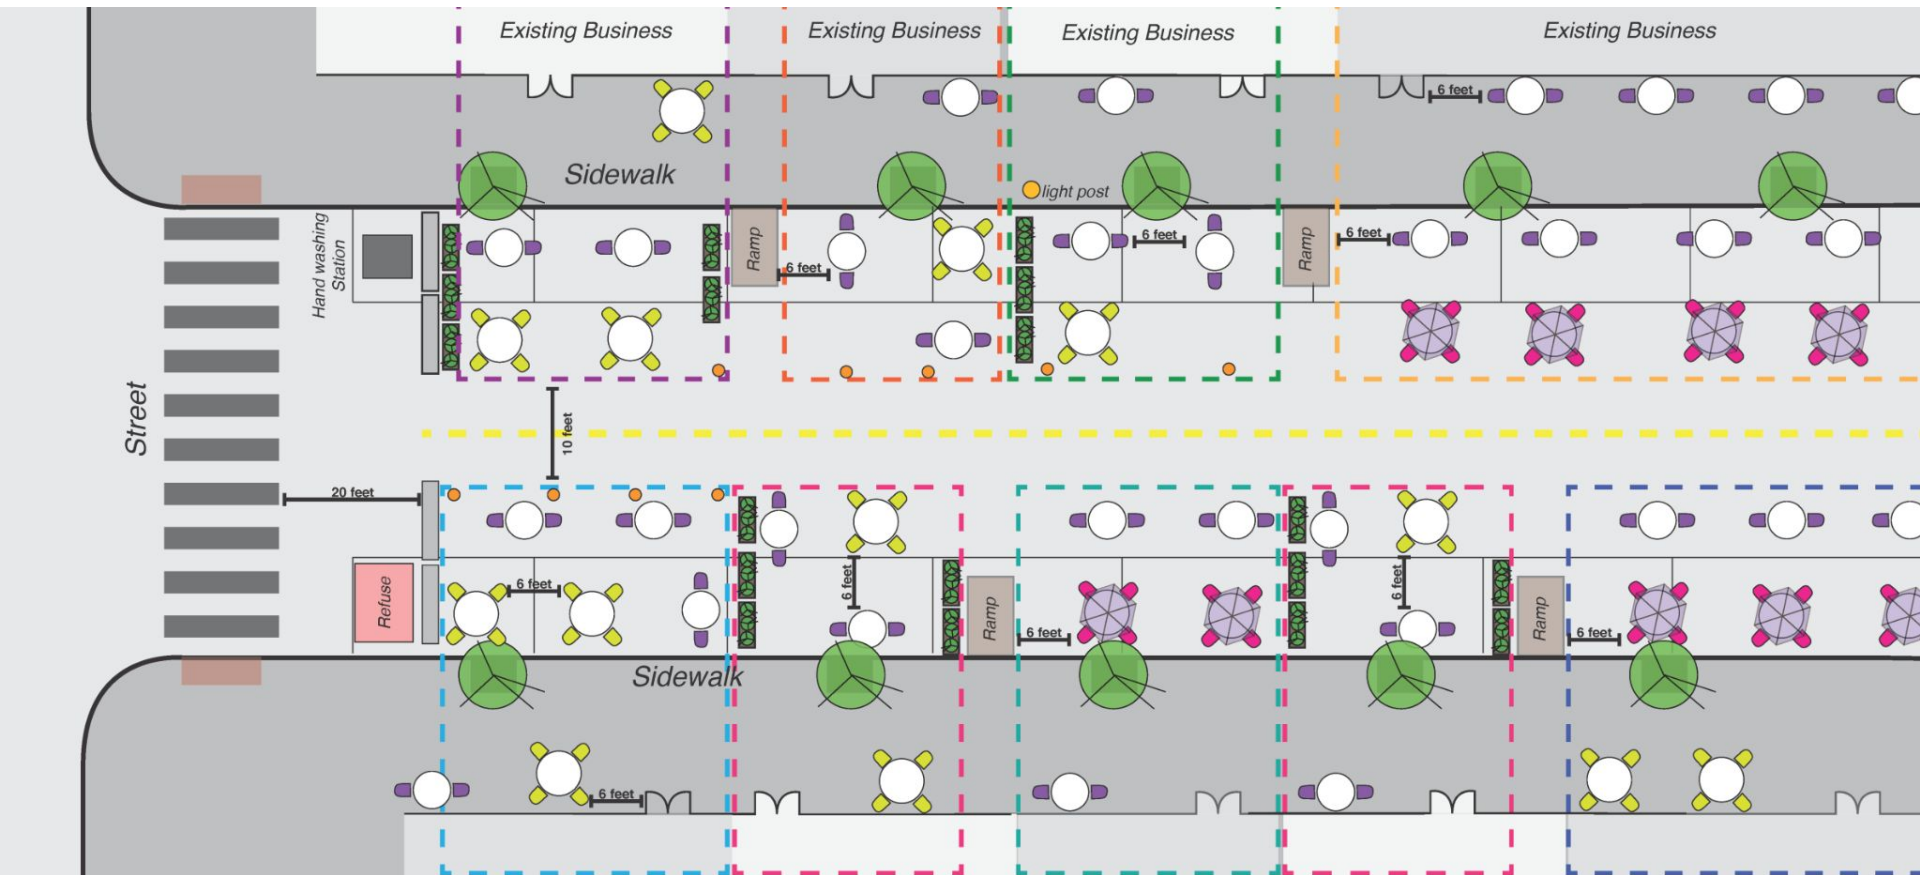 Existing Business
Existing Business
Existing Business
Existing Business
6 feet
Sidewalk
light post
Hand washing
Station
Ramp
6 feet
6 feet
Ramp
6 feet
Street
10 feet
20 feet
Refuse
6 feet
6 feet
Ramp
6 feet
6 feet
Ramp
6 feet
Sidewalk
6 feet